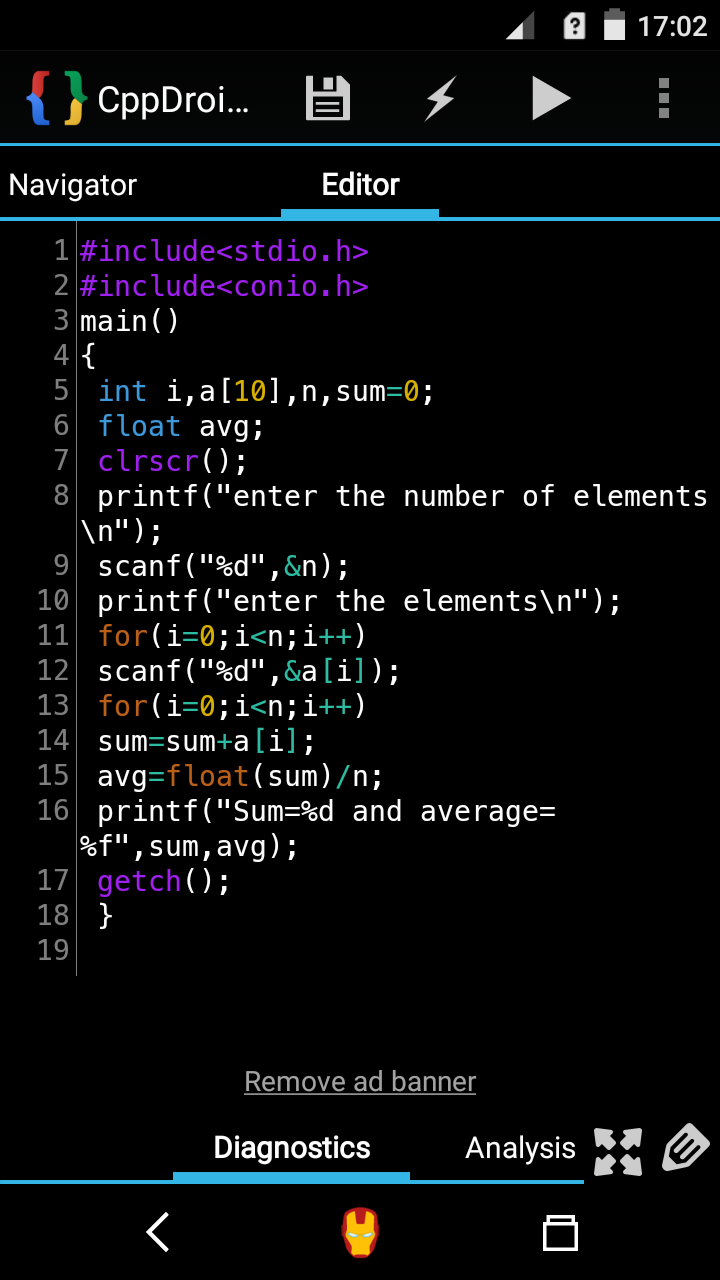 17:02
CppDroi...
Navigator
Editor
1 #include<stdio.h>
2 #include<conio.h>
3 main()
4 {
5 int i,a[10],n,sum=0;
6 float avg;
7 clrscr();
8 printf("enter the number of elements
\n");
9 scanf("%d",&n);
10 printf("enter the elements\n");
11 for(i=0;i<n;i++)
12 scanf("%d",&a[i]);
13 for(i=0;i<n;i++)
14 sum=sum+a[i];
15 avg=float(sum)/n;
16 printf("Sum=%d and average=
%f",sum,avg);
17 getch();
18 }
19
Remove ad banner
Diagnostics
Analysis